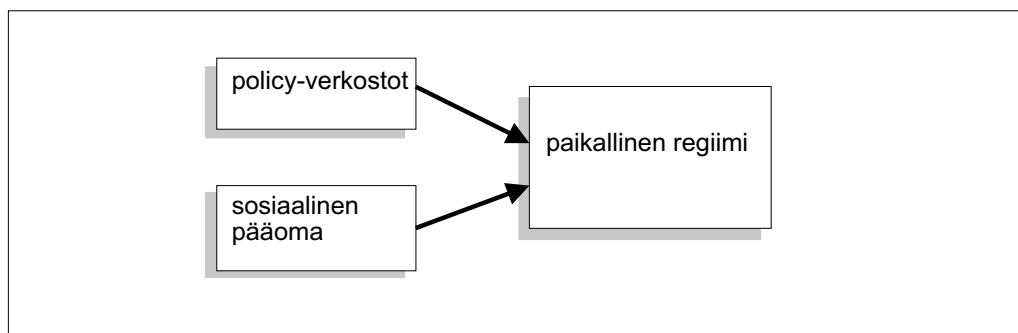 policy-verkostot
paikallinen regiimi
sosiaalinen
pääoma